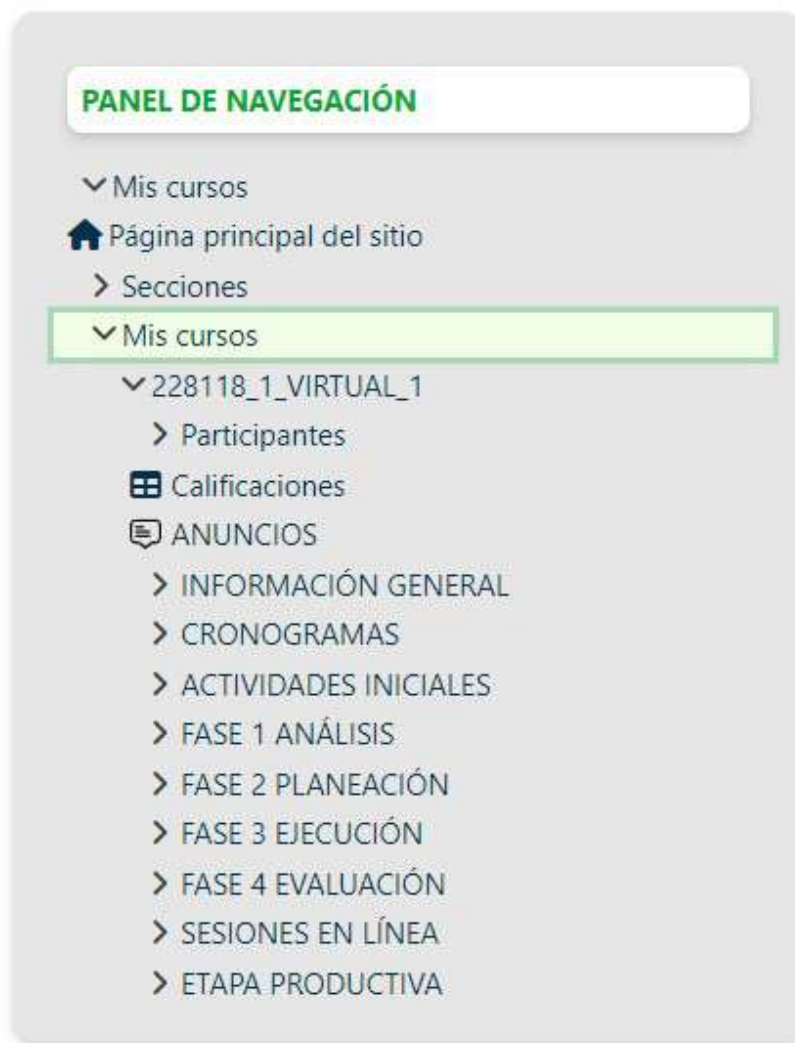 PANEL DE NAVEGACIÓN
Mis cursos
Página principal del sitio
Secciones
Mis cursos
228118_1_VIRTUAL_1
Participantes
Calificaciones
ANUNCIOS
INFORMACIÓN GENERAL
CRONOGRAMAS
ACTIVIDADES INICIALES
FASE 1 ANÁLISIS
FASE 2 PLANEACIÓN
FASE 3 EJECUCIÓN
FASE 4 EVALUACIÓN
SESIONES EN LÍNEA
ETAPA PRODUCTIVA